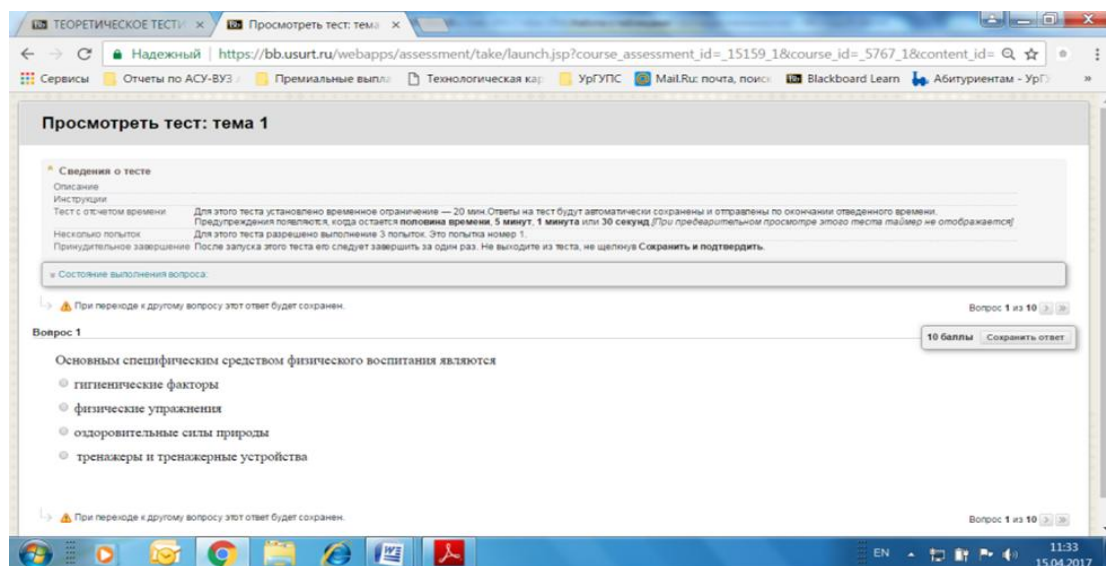 ТЕОРЕТИЧЕСКОЕ ТЕСТИ
Просмотреть тест: тема
Надежный | https://bb.usurt.ru/webapps/assessment/take/launch.jsp?course_assessment_id=_15159_1&course_id=_5767_1&content_id=
Сервисы Отчеты по АСУ-ВУЗ Премиальные выпла Технологическая кар УрГУПС Mail.Ru: почта, поиск Blackboard Learn Абитуриентам - УрГ »
Просмотреть тест: тема 1
Сведения о тесте
Описание
Инструкции
Тест с отсчетом времени Для этого теста установлено временное ограничение — 20 мин.Ответы на тест будут автоматически сохранены и отправлены по окончании отведенного времени.
Предупреждения появляются, когда остается половина времени, 5 минут, 1 минута или 30 секунд.[При предварительном просмотре этого теста таймер не отображается]
Несколько попыток Для этого теста разрешено выполнение 3 попыток. Это попытка номер 1.
Принудительное завершение После запуска этого теста его следует завершить за один раз. Не выходите из теста, не щелкнув Сохранить и подтвердить.
Состояние выполнения вопроса:
При переходе к другому вопросу этот ответ будет сохранен.
Вопрос 1 из 10
Вопрос 1
10 баллы Сохранить ответ
Основным специфическим средством физического воспитания являются
гигиенические факторы
физические упражнения
оздоровительные силы природы
тренажеры и тренажерные устройства
При переходе к другому вопросу этот ответ будет сохранен.
Вопрос 1 из 10
EN
11:33
15.04.2017